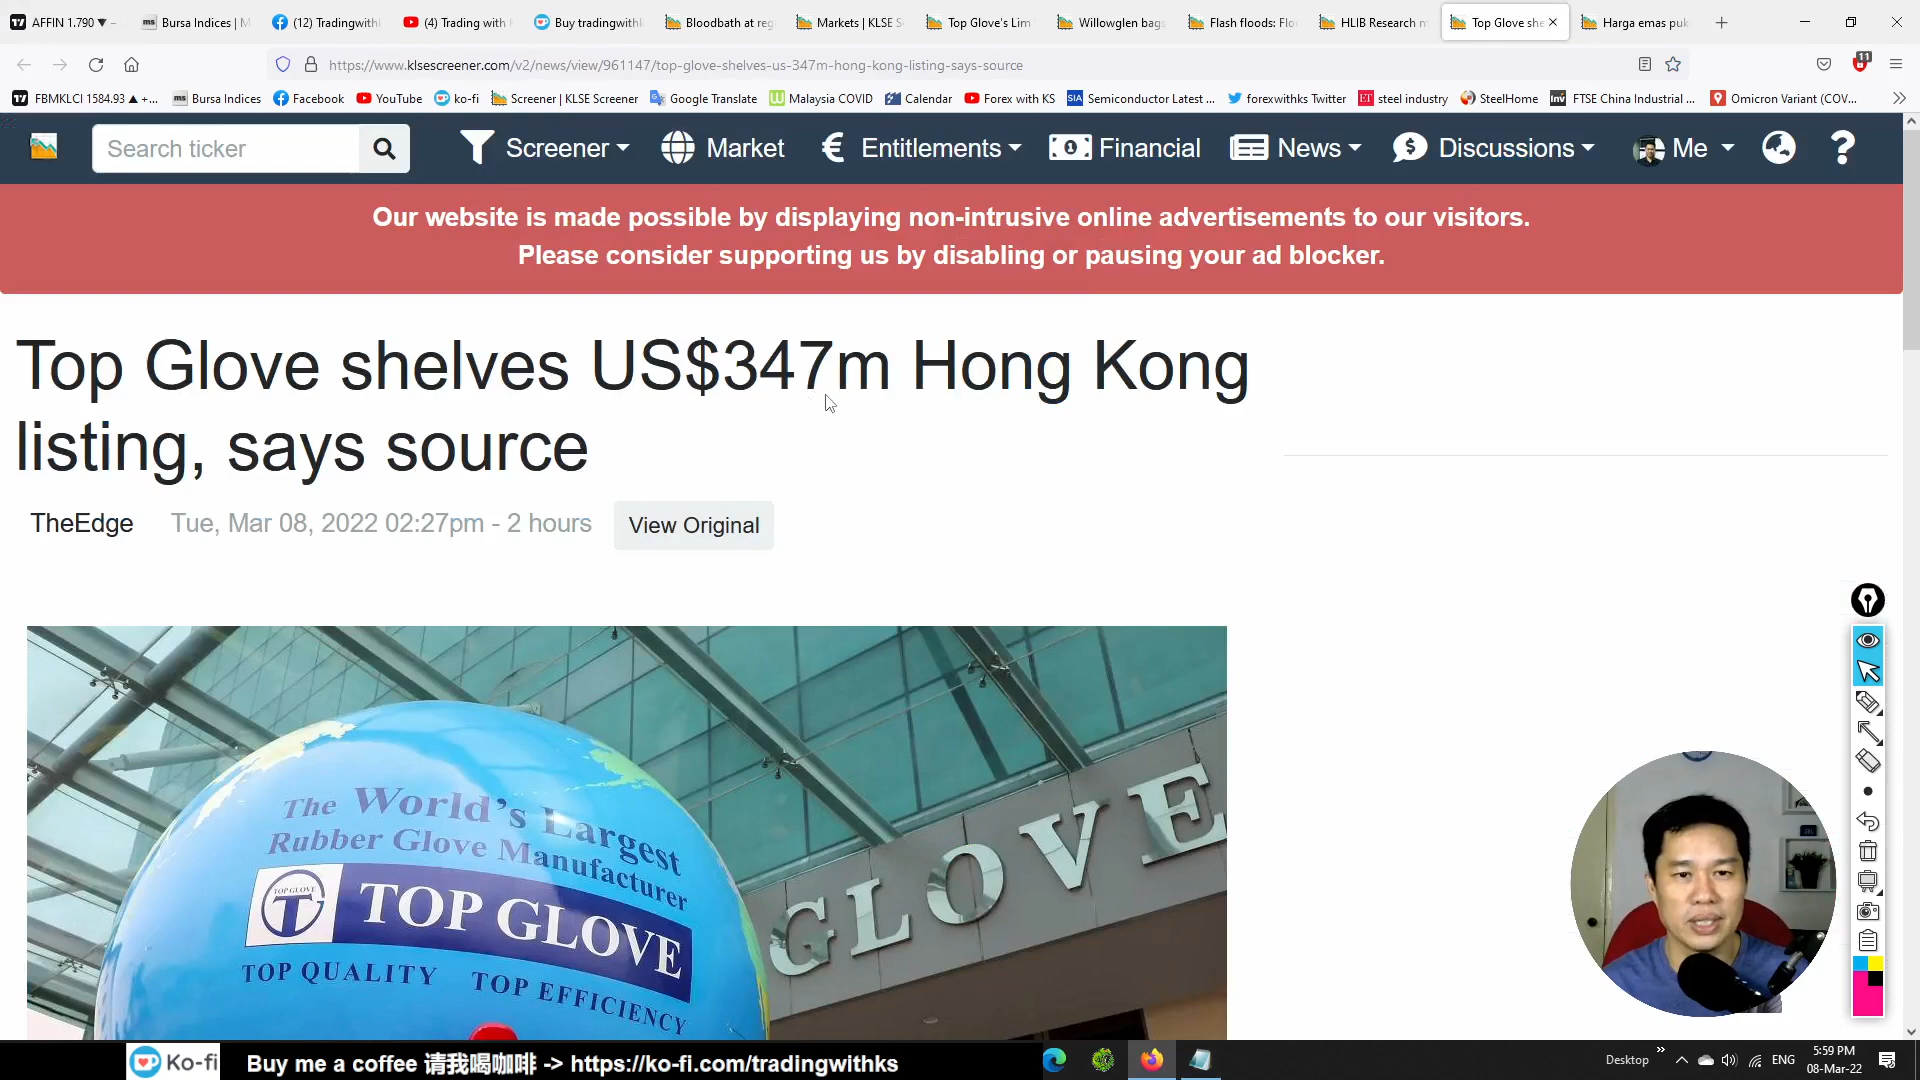 AFFIN 1.790 ▼ –
Bursa Indices | M
(12) Tradingwith
(4) Trading with
Buy tradingwith
Bloodbath at reg
Markets | KLSE S
Top Glove's Lim
Willowglen bags
Flash floods: Flo
HLIB Research m
Top Glove she
Harga emas puk
https://www.klsescreener.com/v2/news/view/961147/top-glove-shelves-us-347m-hong-kong-listing-says-source
11
FBMKLCI 1584.93 ▲ +...
Bursa Indices
Facebook
YouTube
ko-fi
Screener | KLSE Screener
Google Translate
Malaysia COVID
Calendar
Forex with KS
SIA Semiconductor Latest ...
forexwithks Twitter
ET steel industry
SteelHome
Inv FTSE China Industrial ...
Omicron Variant (COV...
Search ticker
Screener
Market
Entitlements
Financial
News
Discussions
Me
Our website is made possible by displaying non-intrusive online advertisements to our visitors.
Please consider supporting us by disabling or pausing your ad blocker.
Top Glove shelves US$347m Hong Kong
listing, says source
TheEdge Tue, Mar 08, 2022 02:27pm - 2 hours View Original
The World's Largest
Rubber Glove Manufacturer
TOP GLOVE
TOP GLOVE
TOP QUALITY TOP EFFICIENCY
GLOVE
Ko-fi Buy me a coffee 请我喝咖啡 -> https://ko-fi.com/tradingwithks
Desktop
ENG
5:59 PM
08-Mar-22